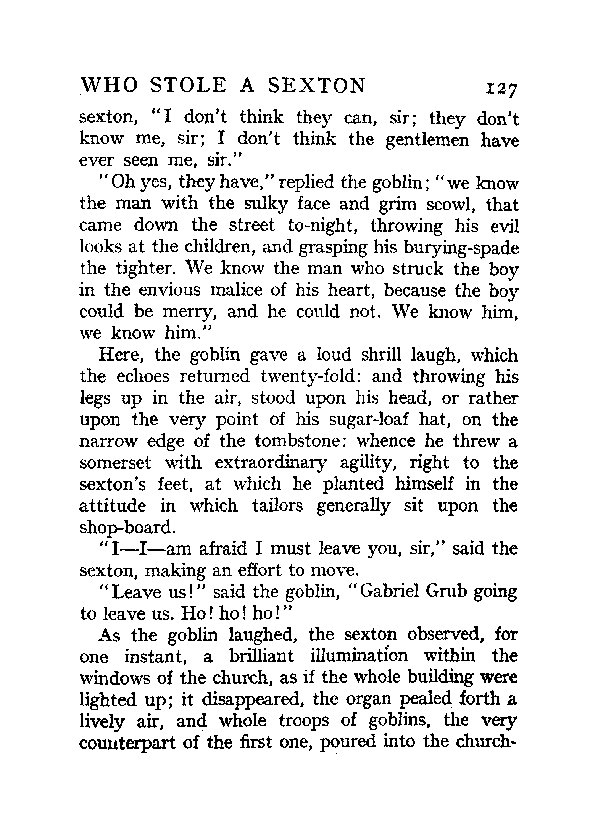 WHO STOLE A SEXTON 127
sexton, "I don't think they can, sir; they don't
know me, sir; I don't think the gentlemen have
ever seen me, sir."
"Oh yes, they have," replied the goblin; "we know
the man with the sulky face and grim scowl, that
came down the street to-night, throwing his evil
looks at the children, and grasping his burying-spade
the tighter. We know the man who struck the boy
in the envious malice of his heart, because the boy
could be merry, and he could not. We know him,
we know him."
Here, the goblin gave a loud shrill laugh, which
the echoes returned twenty-fold: and throwing his
legs up in the air, stood upon his head, or rather
upon the very point of his sugar-loaf hat, on the
narrow edge of the tombstone: whence he threw a
somerset with extraordinary agility, right to the
sexton's feet, at which he planted himself in the
attitude in which tailors generally sit upon the
shop-board.
"I—I—am afraid I must leave you, sir," said the
sexton, making an effort to move.
"Leave us!" said the goblin, "Gabriel Grub going
to leave us. Ho! ho! ho!"
As the goblin laughed, the sexton observed, for
one instant, a brilliant illumination within the
windows of the church, as if the whole building were
lighted up; it disappeared, the organ pealed forth a
lively air, and whole troops of goblins, the very
counterpart of the first one, poured into the church-